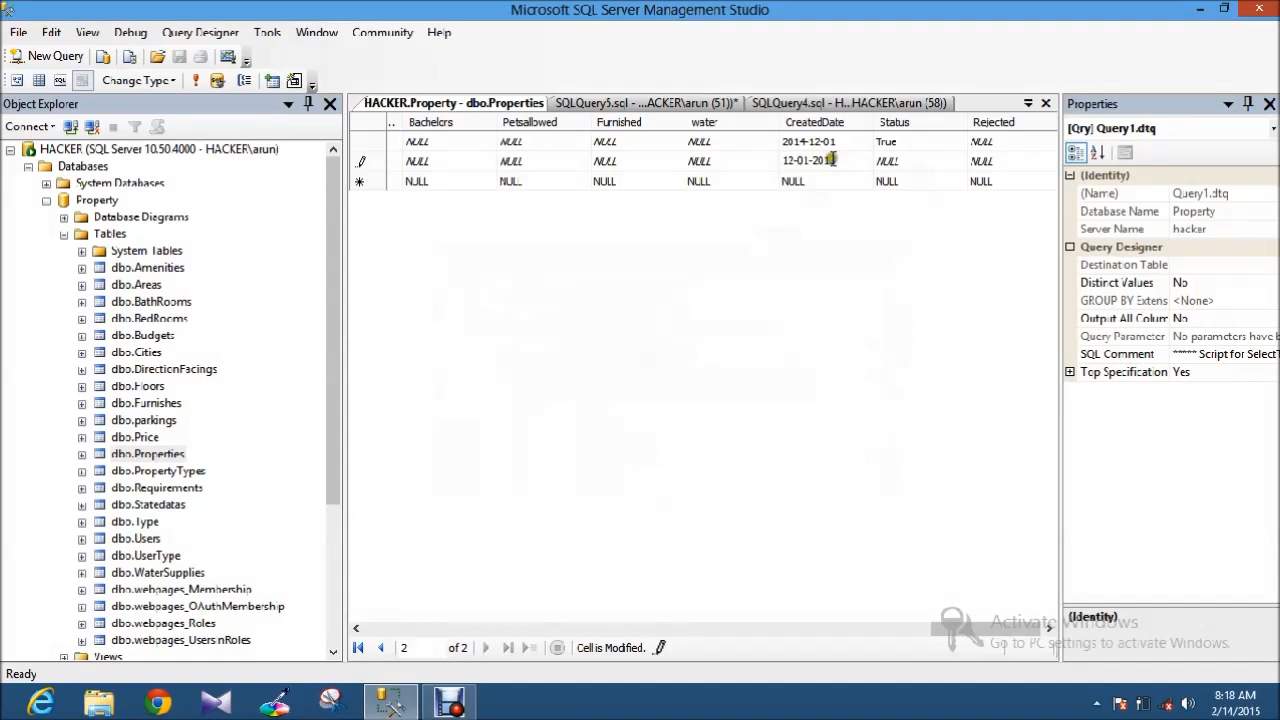 Microsoft SQL Server Management Studio
File Edit View Debug Query Designer Tools Window Community Help
New Query
Change Type
Object Explorer
HACKER.Property - dbo.Properties SQLQuery5.sql - ...ACKER\arun (51))* SQLQuery4.sql - H...HACKER\arun (58))
Properties
Connect
.. Bachelors Petsallowed Furnished water CreatedDate Status Rejected
[Qry] Query1.dtq
NULL NULL NULL NULL 2014-12-01 True NULL
NULL NULL NULL NULL NULL NULL
NULL NULL NULL NULL NULL NULL NULL
HACKER (SQL Server 10.50.4000 - HACKER\arun)
Databases
System Databases
Property
Database Diagrams
Tables
System Tables
dbo.Amenities
dbo.Areas
dbo.BathRooms
dbo.BedRooms
dbo.Budgets
dbo.Cities
dbo.DirectionFacings
dbo.Floors
dbo.Furnishes
dbo.parkings
dbo.Price
dbo.Properties
dbo.PropertyTypes
dbo.Requirements
dbo.Statedatas
dbo.Type
dbo.Users
dbo.UserType
dbo.WaterSupplies
dbo.webpages_Membership
dbo.webpages_OAuthMembership
dbo.webpages_Roles
dbo.webpages_UsersInRoles
Views
(Identity)
(Name) Query1.dtq
Database Name Property
Server Name hacker
Query Designer
Destination Table
Distinct Values No
GROUP BY Extens <None>
Output All Colum No
Query Parameter No parameters have b
SQL Comment ***** Script for SelectT
Top Specification Yes
(Identity)
Activate Windows
Go to PC settings to activate Windows.
2 of 2 Cell is Modified.
Ready
8:18 AM
2/14/2015